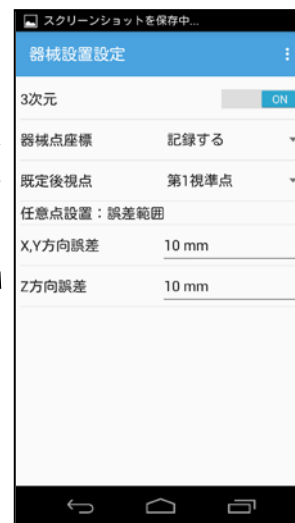 スクリーンショットを保存中...
器械設置設定
3次元 ON
器械点座標 記録する
既定後視点 第1視準点
任意点設置：誤差範囲
X,Y方向誤差 10 mm
Z方向誤差 10 mm